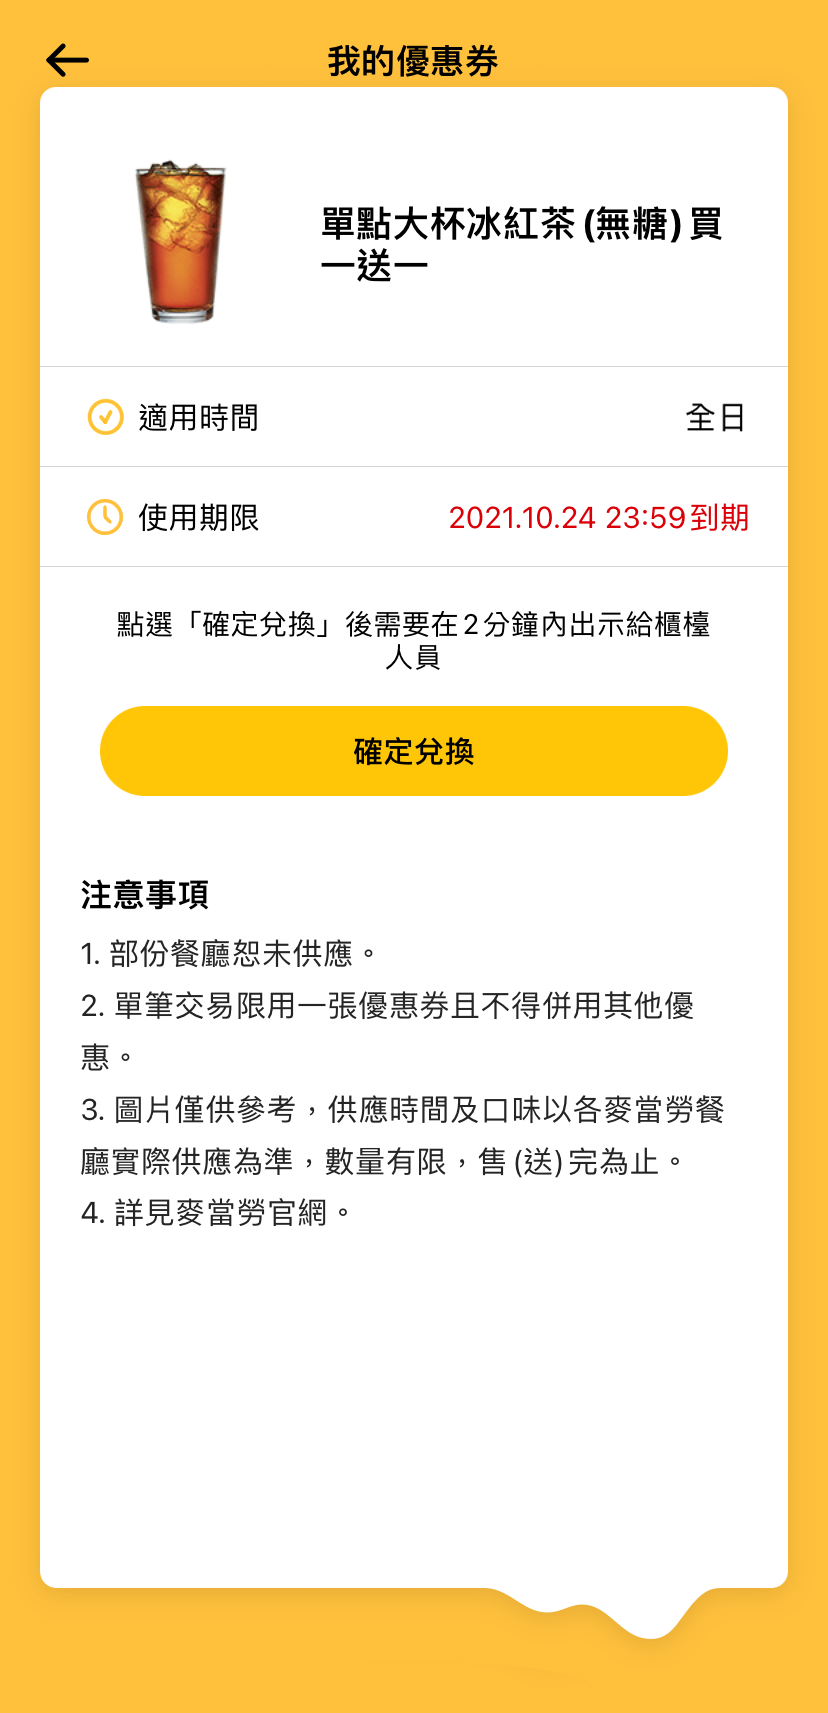 我的優惠券
單點大杯冰紅茶(無糖)買
一送一
適用時間
全日
使用期限
2021.10.24 23:59到期
點選「確定兌換」後需要在2分鐘內出示給櫃檯
人員
確定兌換
注意事項
1. 部份餐廳恕未供應。
2. 單筆交易限用一張優惠券且不得併用其他優
惠。
3. 圖片僅供參考，供應時間及口味以各麥當勞餐
廳實際供應為準，數量有限，售(送)完為止。
4. 詳見麥當勞官網。